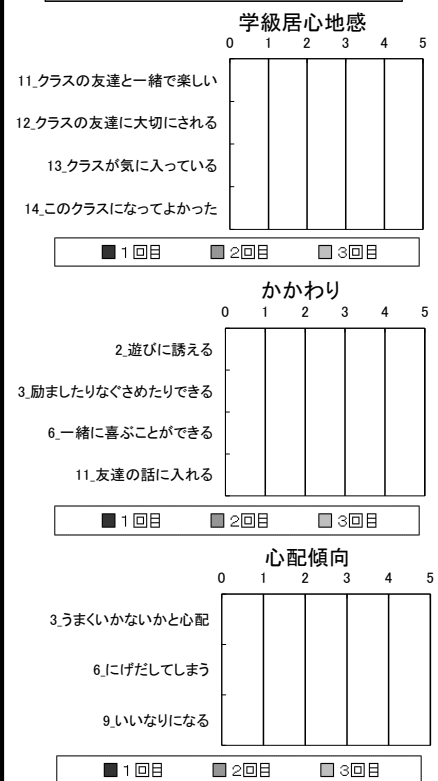 学級居心地感
0 1 2 3 4 5
11_クラスの友達と一緒で楽しい
12_クラスの友達に大切にされる
13_クラスが気に入っている
14_このクラスになってよかった
1回目 2回目 3回目
かかわり
0 1 2 3 4 5
2_遊びに誘える
3_励ましたりなぐさめたりできる
6_一緒に喜ぶことができる
11_友達の話に入れる
1回目 2回目 3回目
心配傾向
0 1 2 3 4 5
3_うまくいかないかと心配
6_にげだしてしまう
9_いいなりになる
1回目 2回目 3回目